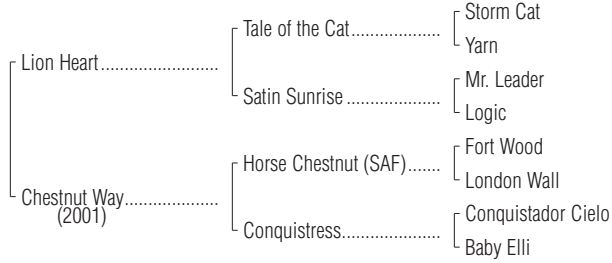 Storm Cat
Tale of the Cat....................
Yarn
Lion Heart..........................
Mr. Leader
Satin Sunrise .....................
Logic
Fort Wood
Horse Chestnut (SAF).......
London Wall
Chestnut Way.....................
(2001)
Conquistador Cielo
Conquistress......................
Baby Elli